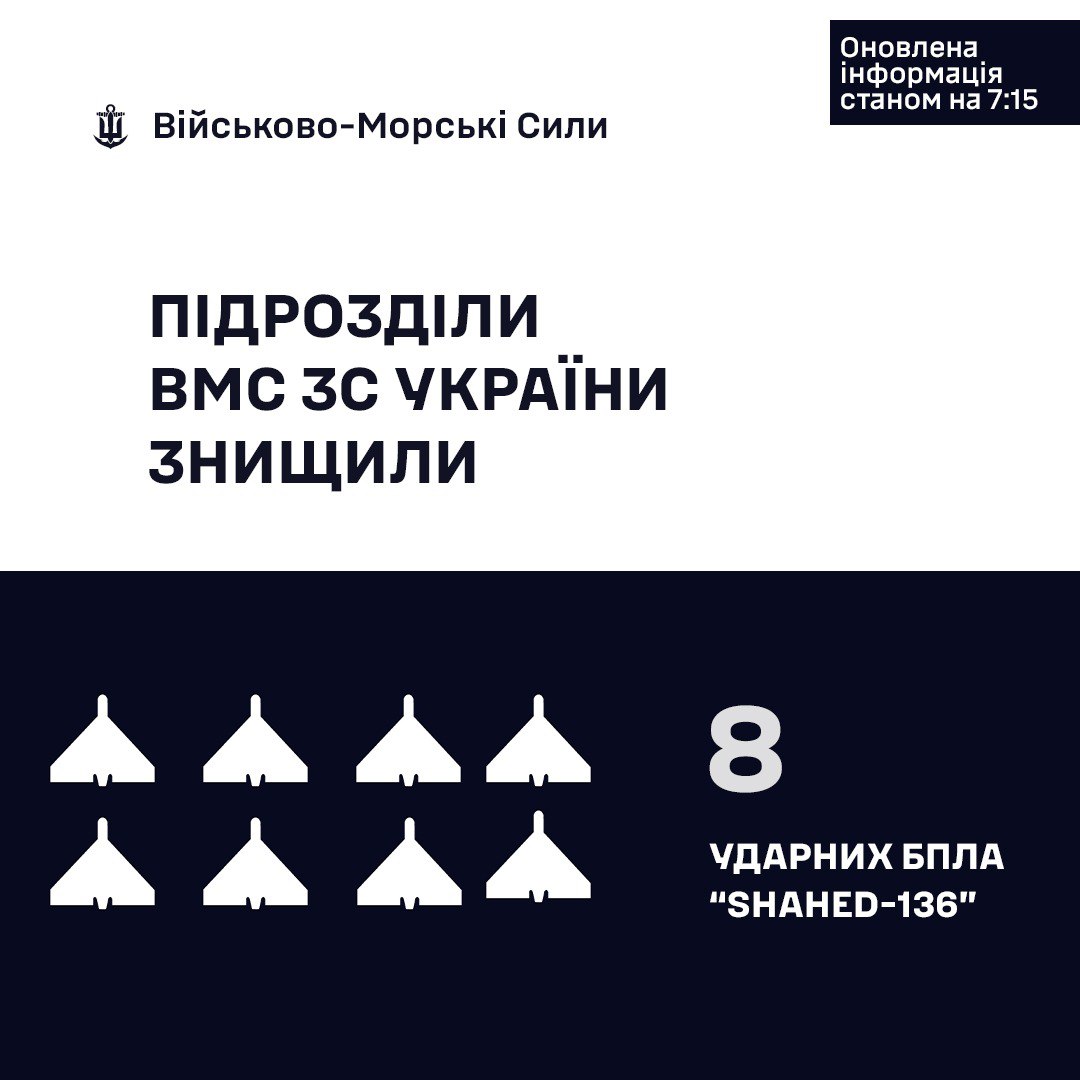 Оновлена
інформація
станом на 7:15
Військово-Морські Сили
ПІДРОЗДІЛИ
ВМС ЗС УКРАЇНИ
ЗНИЩИЛИ
8
УДАРНИХ БПЛА
“SHAHED-136”